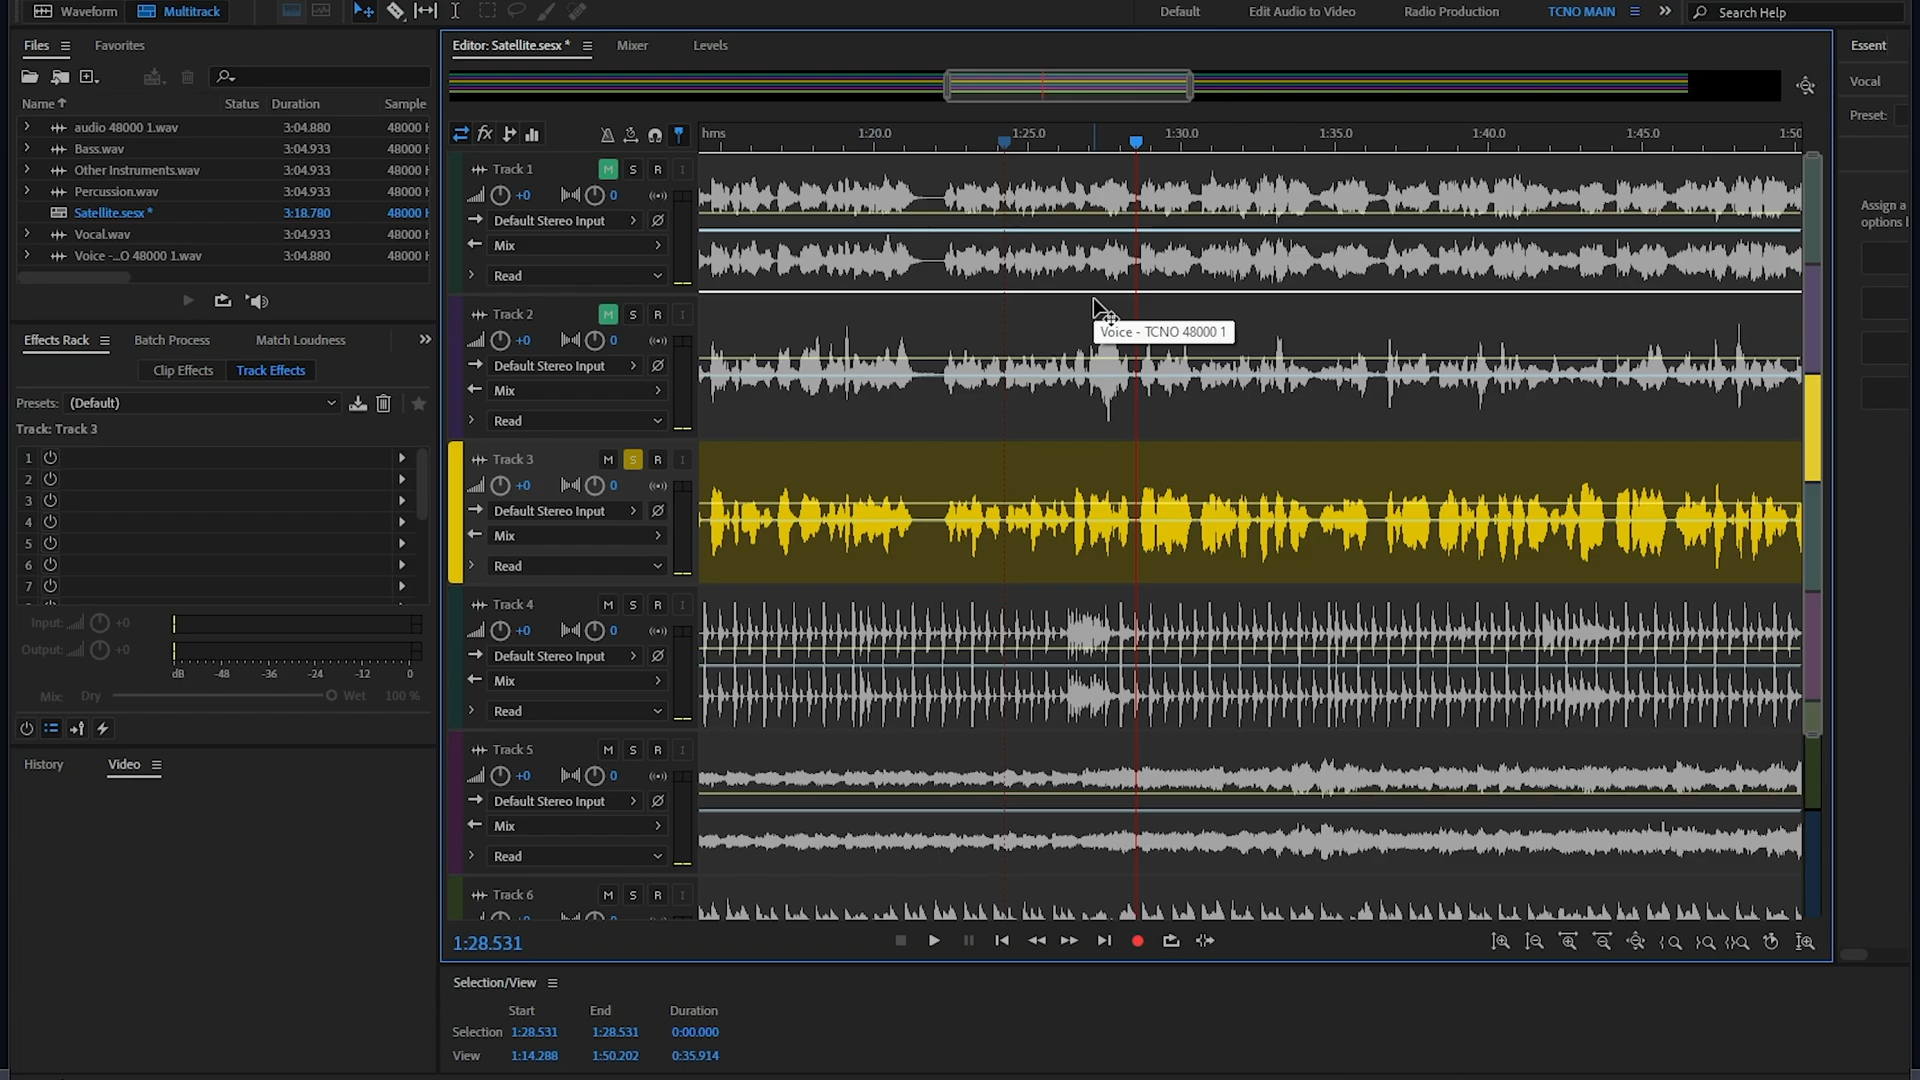 Waveform
Multitrack
Default
Edit Audio to Video
Radio Production
TCNO MAIN
Search Help
Files
Favorites
Name
Status
Duration
Sample
audio 48000 1.wav 3:04.880 48000 H
Bass.wav 3:04.933 48000 H
Other Instruments.wav 3:04.933 48000 H
Percussion.wav 3:04.933 48000 H
Satellite.sesx * 3:18.780 48000 H
Vocal.wav 3:04.933 48000 H
Voice -...O 48000 1.wav 3:04.880 48000 H
Effects Rack
Batch Process
Match Loudness
Clip Effects
Track Effects
Presets: (Default)
Track: Track 3
1
2
3
4
5
6
7
Input: +0
Output: +0
dB -48 -36 -24 -12 0
Mix: Dry Wet 100 %
History
Video
Editor: Satellite.sesx *
Mixer
Levels
fx
hms 1:20.0 1:25.0 1:30.0 1:35.0 1:40.0 1:45.0 1:50
Track 1 M S R I
+0 0
Default Stereo Input
Mix
Read
Track 2 M S R I
+0 0
Default Stereo Input
Mix
Read
Voice - TCNO 48000 1
Track 3 M S R I
+0 0
Default Stereo Input
Mix
Read
Track 4 M S R I
+0 0
Default Stereo Input
Mix
Read
Track 5 M S R I
+0 0
Default Stereo Input
Mix
Read
Track 6 M S R I
+0 0
1:28.531
Selection/View
Start End Duration
Selection 1:28.531 1:28.531 0:00.000
View 1:14.288 1:50.202 0:35.914
Essent
Vocal
Preset:
Assign a
options b